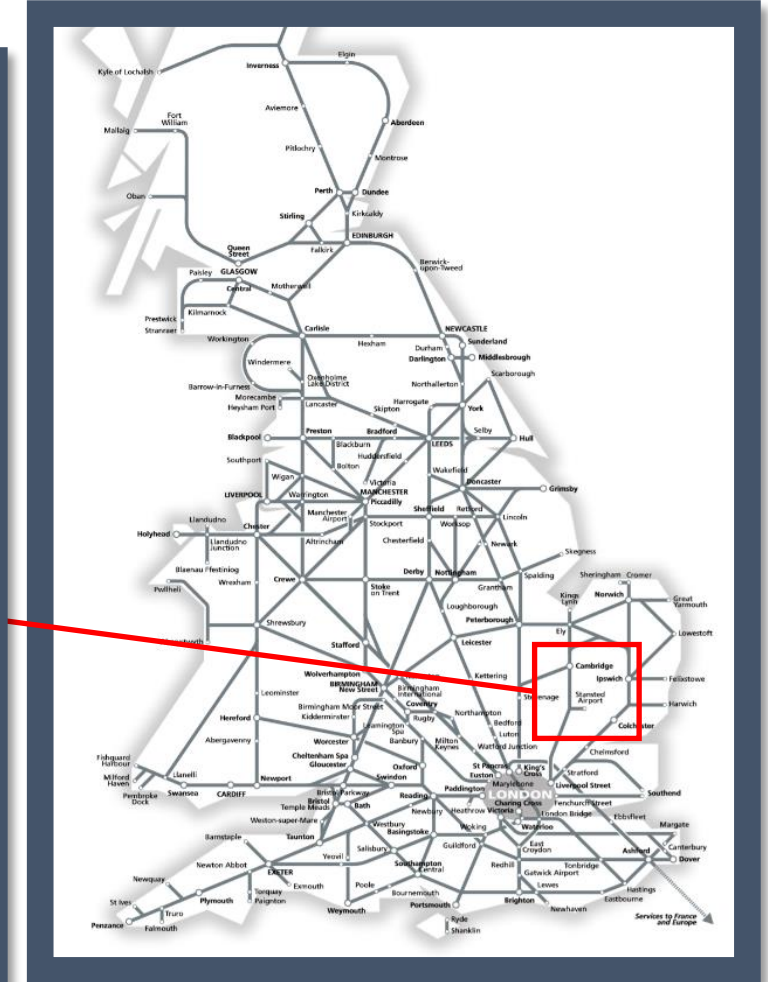 Elgin
Inverness
Kyle of Lochalsh
Aviemore
Fort
William
Mallaig
Aberdeen
Pitlochry
Montrose
Perth
Dundee
Oban
Stirling
Kirkcaldy
EDINBURGH
Queen
Street
Falkirk
Berwick-
upon-Tweed
Paisley
GLASGOW
Central
Motherwell
Kilmarnock
Prestwick
Stranraer
Carlisle
NEWCASTLE
Workington
Hexham
Sunderland
Durham
Darlington
Middlesbrough
Windermere
Oxenholme
Lake District
Scarborough
Barrow-in-Furness
Northallerton
Morecambe
Heysham Port
Lancaster
Harrogate
York
Skipton
Blackpool
Preston
Bradford
Selby
Hull
Blackburn
LEEDS
Huddersfield
Southport
Bolton
Wakefield
Wigan
Victoria
Doncaster
MANCHESTER
Piccadilly
Grimsby
LIVERPOOL
Warrington
Manchester
Airport
Sheffield
Retford
Llandudno
Chester
Stockport
Worksop
Lincoln
Holyhead
Llandudno
Junction
Altrincham
Chesterfield
Newark
Skegness
Blaenau Ffestiniog
Derby
Nottingham
Spalding
Sheringham
Cromer
Pwllheli
Wrexham
Crewe
Stoke
on Trent
Grantham
Kings
Lynn
Norwich
Great
Yarmouth
Loughborough
Peterborough
Shrewsbury
Ely
Lowestoft
Stafford
Leicester
Wolverhampton
Kettering
Cambridge
BIRMINGHAM
New Street
Birmingham
International
Ipswich
Felixstowe
Leominster
Coventry
Stevenage
Stansted
Airport
Birmingham Moor Street
Kidderminster
Rugby
Northampton
Harwich
Hereford
Leamington
Spa
Bedford
Colchester
Abergavenny
Worcester
Banbury
Milton
Keynes
Luton
Cheltenham Spa
Gloucester
Watford Junction
Chelmsford
Fishguard
Harbour
Oxford
St Pancras
Euston
King's
Cross
Stratford
Milford
Haven
Llanelli
Newport
Swindon
Marylebone
Liverpool Street
Pembroke
Dock
Swansea
CARDIFF
Bristol Parkway
Paddington
LONDON
Southend
Bristol
Temple Meads
Bath
Reading
Charing Cross
Fenchurch Street
Newbury
Heathrow
Victoria
London Bridge
Ebbsfleet
Weston-super-Mare
Westbury
Waterloo
Margate
Barnstaple
Taunton
Basingstoke
Woking
East
Croydon
Canterbury
Salisbury
Guildford
Ashford
Dover
Newton Abbot
Yeovil
Southampton
Central
Redhill
Tonbridge
EXETER
Gatwick Airport
Newquay
Torquay
Paignton
Exmouth
Poole
Bournemouth
Lewes
Hastings
Eastbourne
St Ives
Plymouth
Weymouth
Portsmouth
Brighton
Newhaven
Truro
Penzance
Falmouth
Ryde
Shanklin
Services to France
and Europe